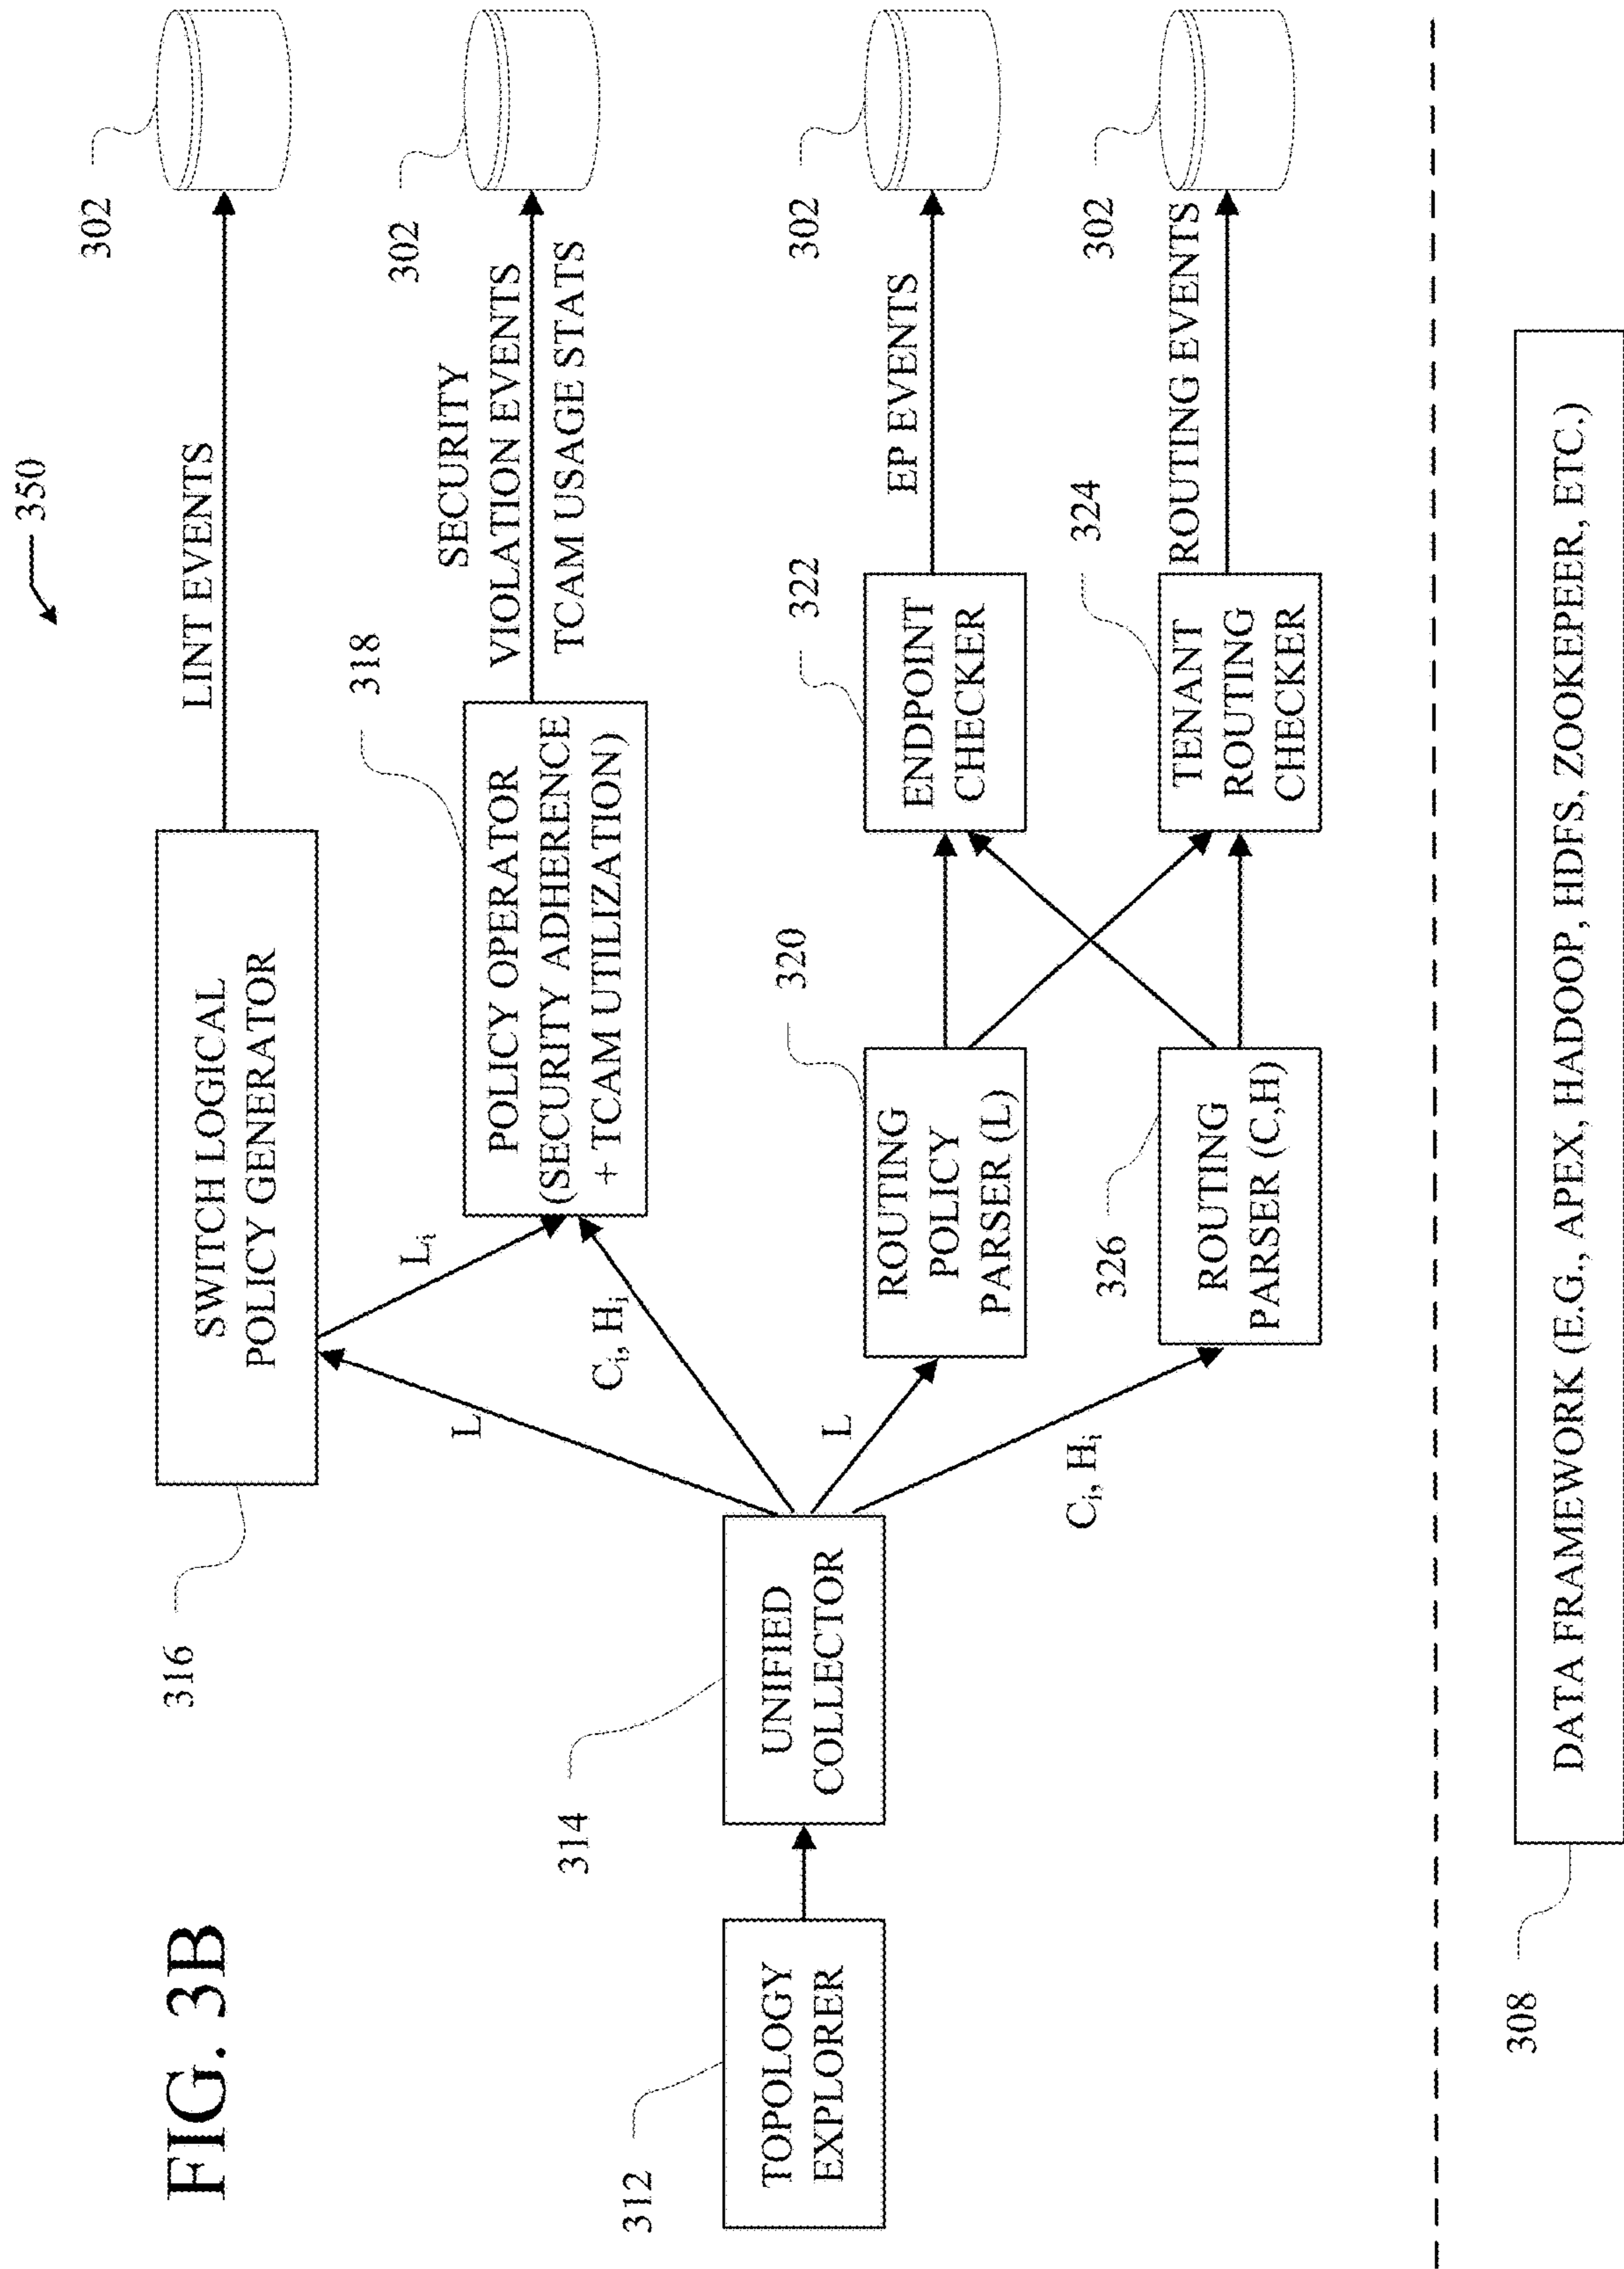 FIG. 3B
350
316
SWITCH LOGICAL
POLICY GENERATOR
LINT EVENTS
302
L
Li
318
POLICY OPERATOR
(SECURITY ADHERENCE
+ TCAM UTILIZATION)
SECURITY
VIOLATION EVENTS
TCAM USAGE STATS
302
Ci, Hi
312
TOPOLOGY
EXPLORER
314
UNIFIED
COLLECTOR
L
320
ROUTING
POLICY
PARSER (L)
322
ENDPOINT
CHECKER
EP EVENTS
302
Ci, Hi
326
ROUTING
PARSER (C,H)
324
TENANT
ROUTING
CHECKER
ROUTING EVENTS
302
308
DATA FRAMEWORK (E.G., APEX, HADOOP, HDFS, ZOOKEPEER, ETC.)